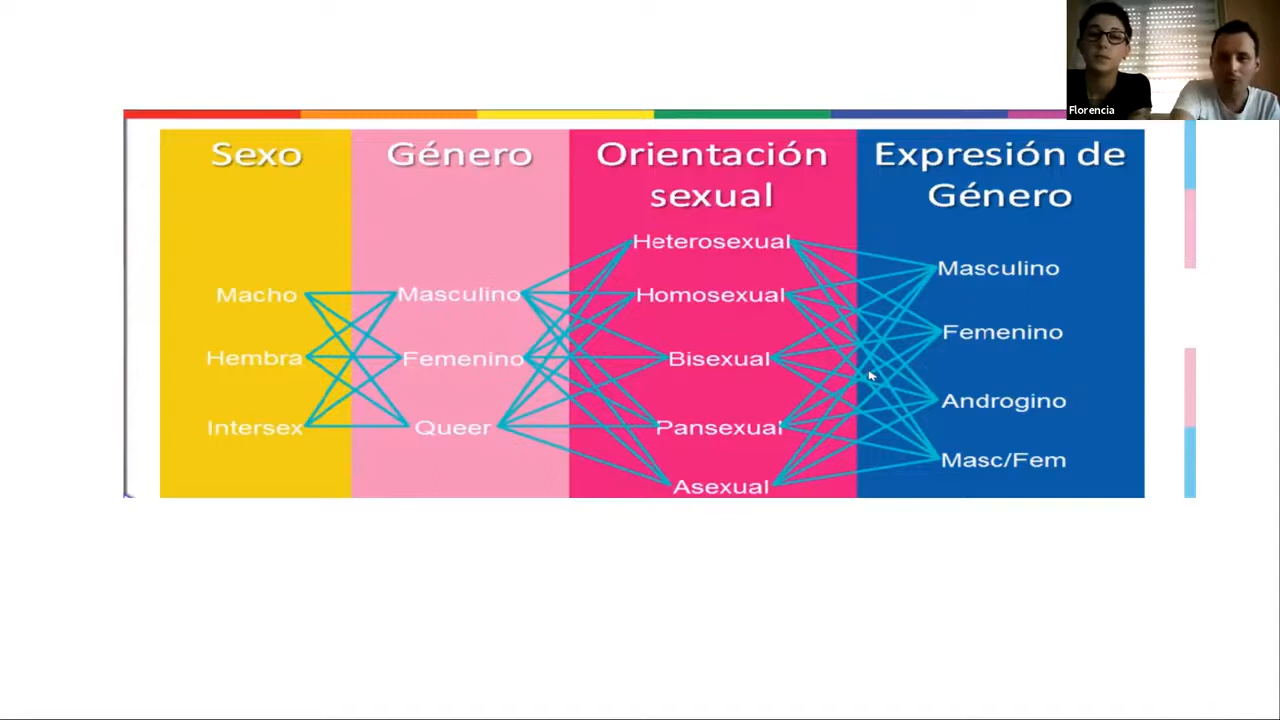 Florencia
Sexo
Género
Orientación
sexual
Expresión de
Género
Macho
Hembra
Intersex
Masculino
Femenino
Queer
Heterosexual
Homosexual
Bisexual
Pansexual
Asexual
Masculino
Femenino
Androgino
Masc/Fem